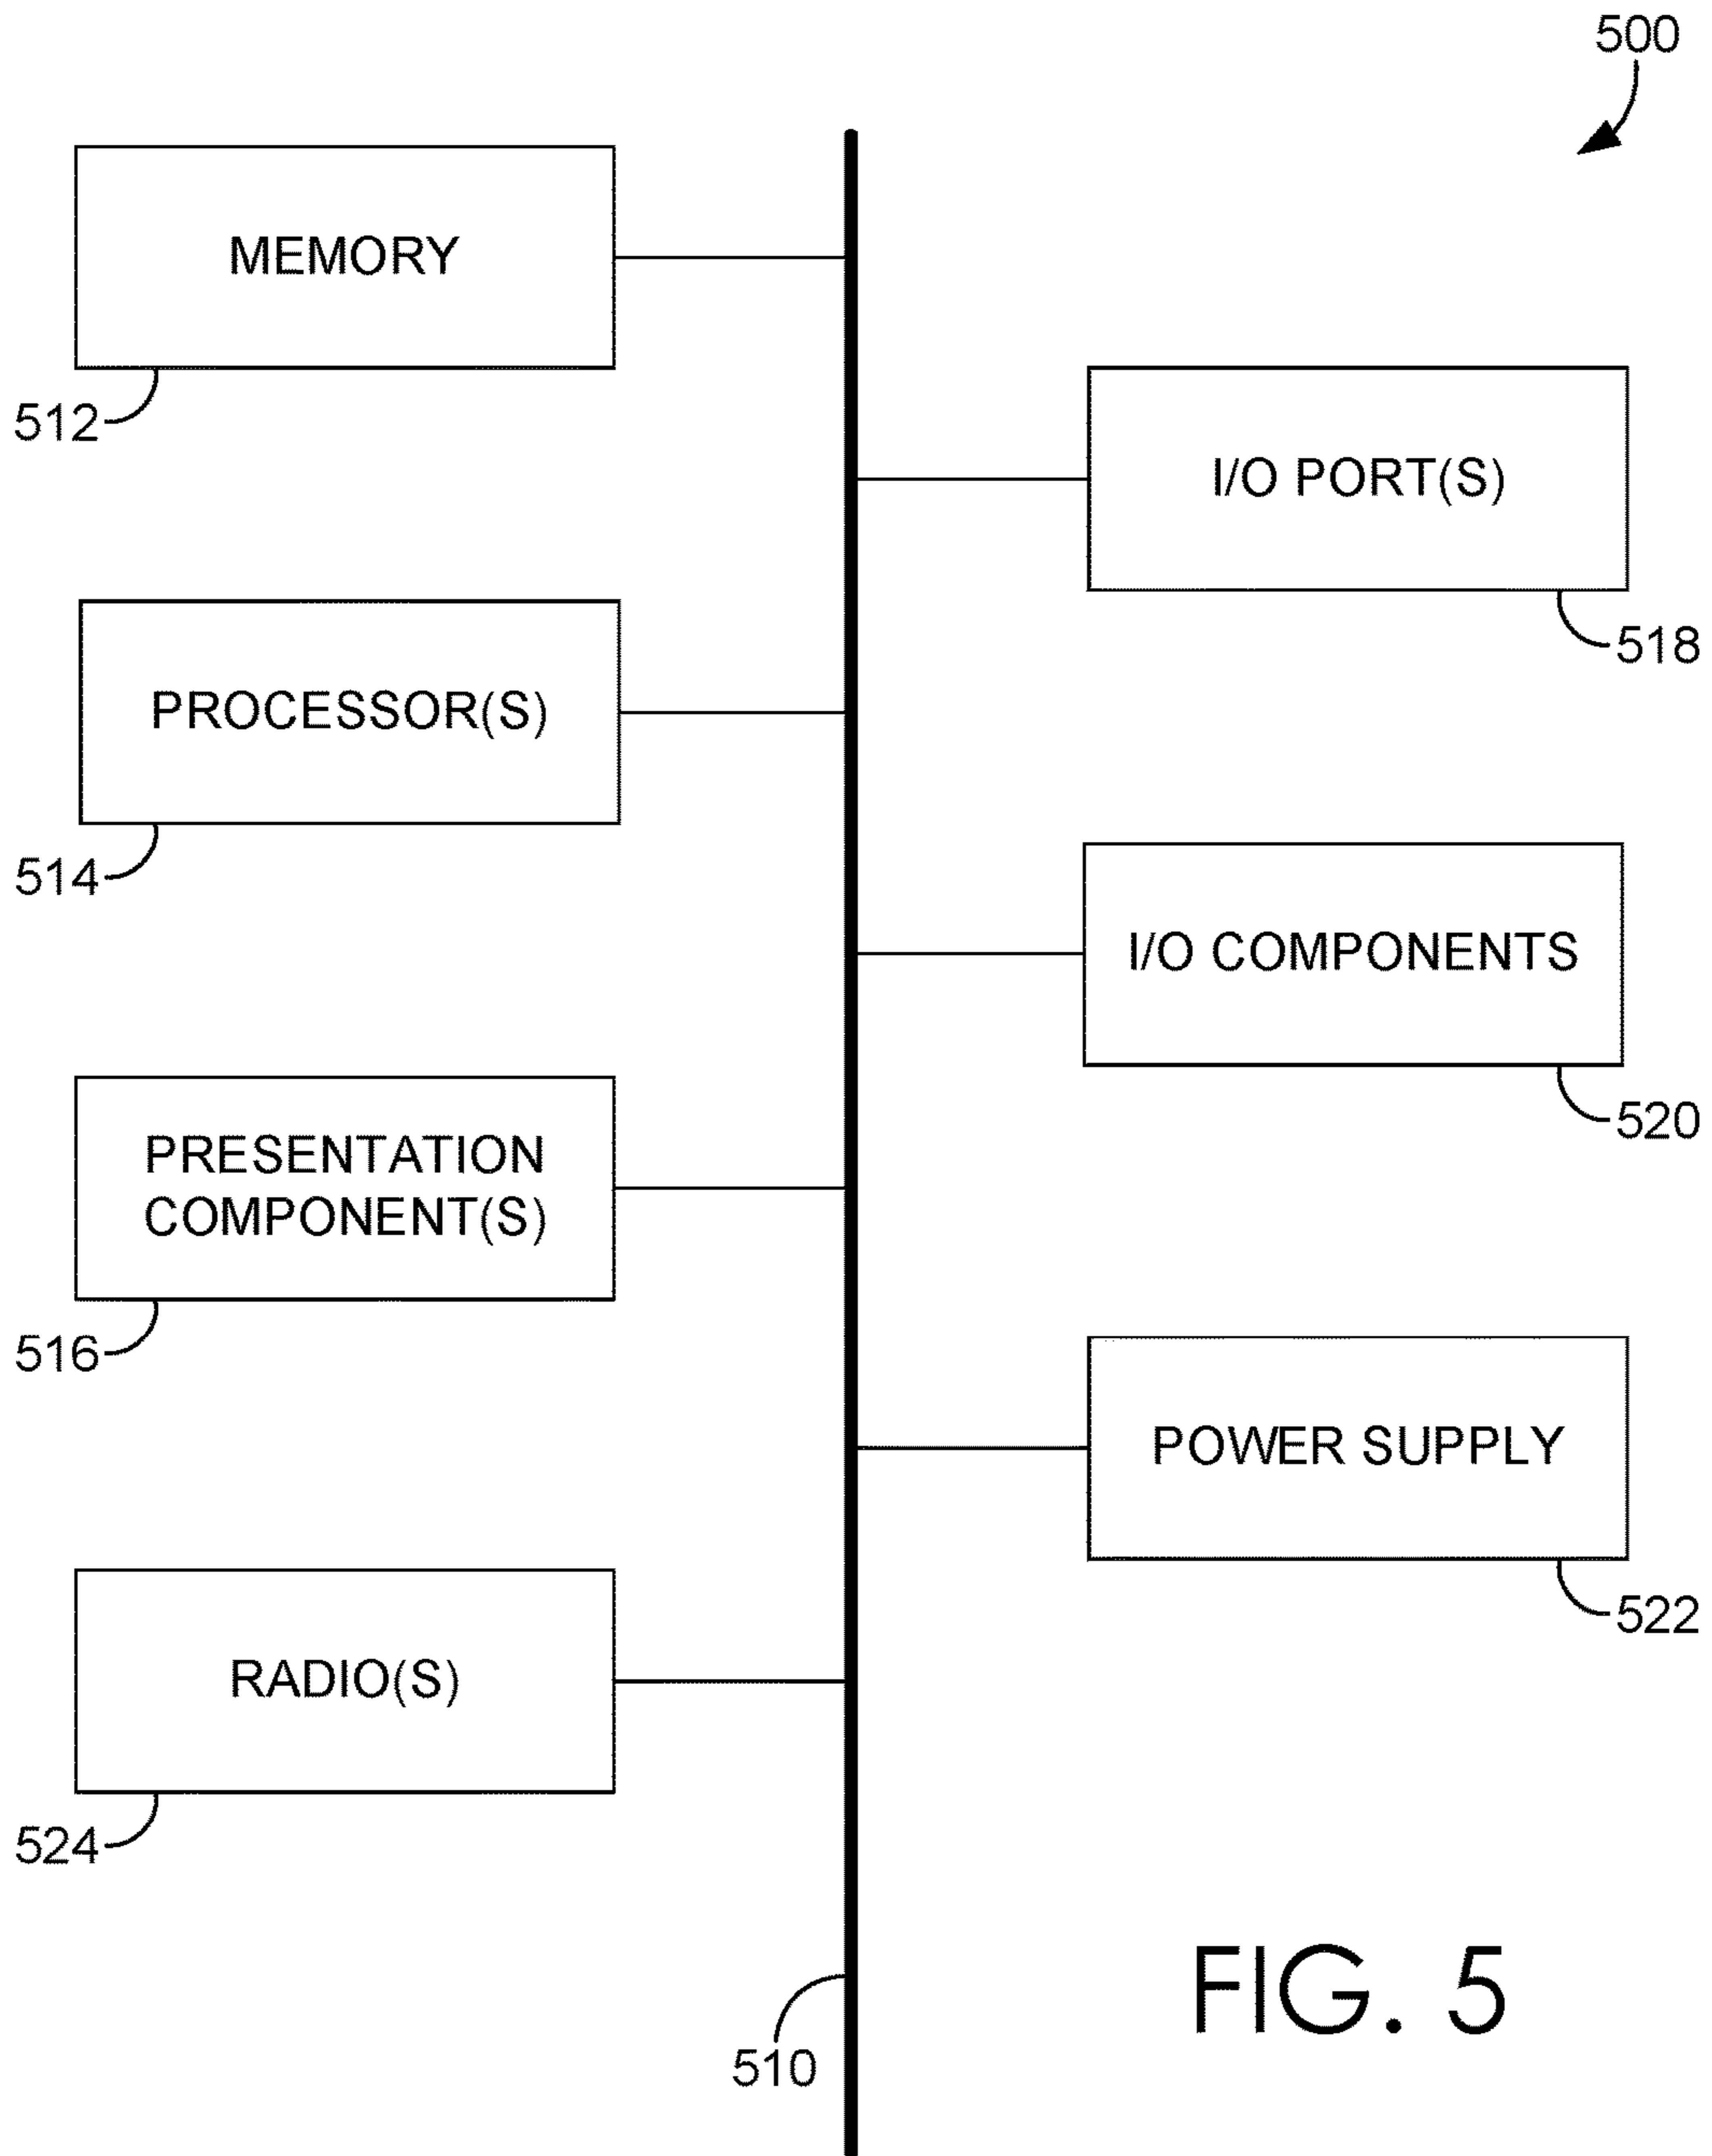 500
MEMORY
512
I/O PORT(S)
518
PROCESSOR(S)
514
I/O COMPONENTS
520
PRESENTATION
COMPONENT(S)
516
POWER SUPPLY
522
RADIO(S)
524
510
FIG. 5